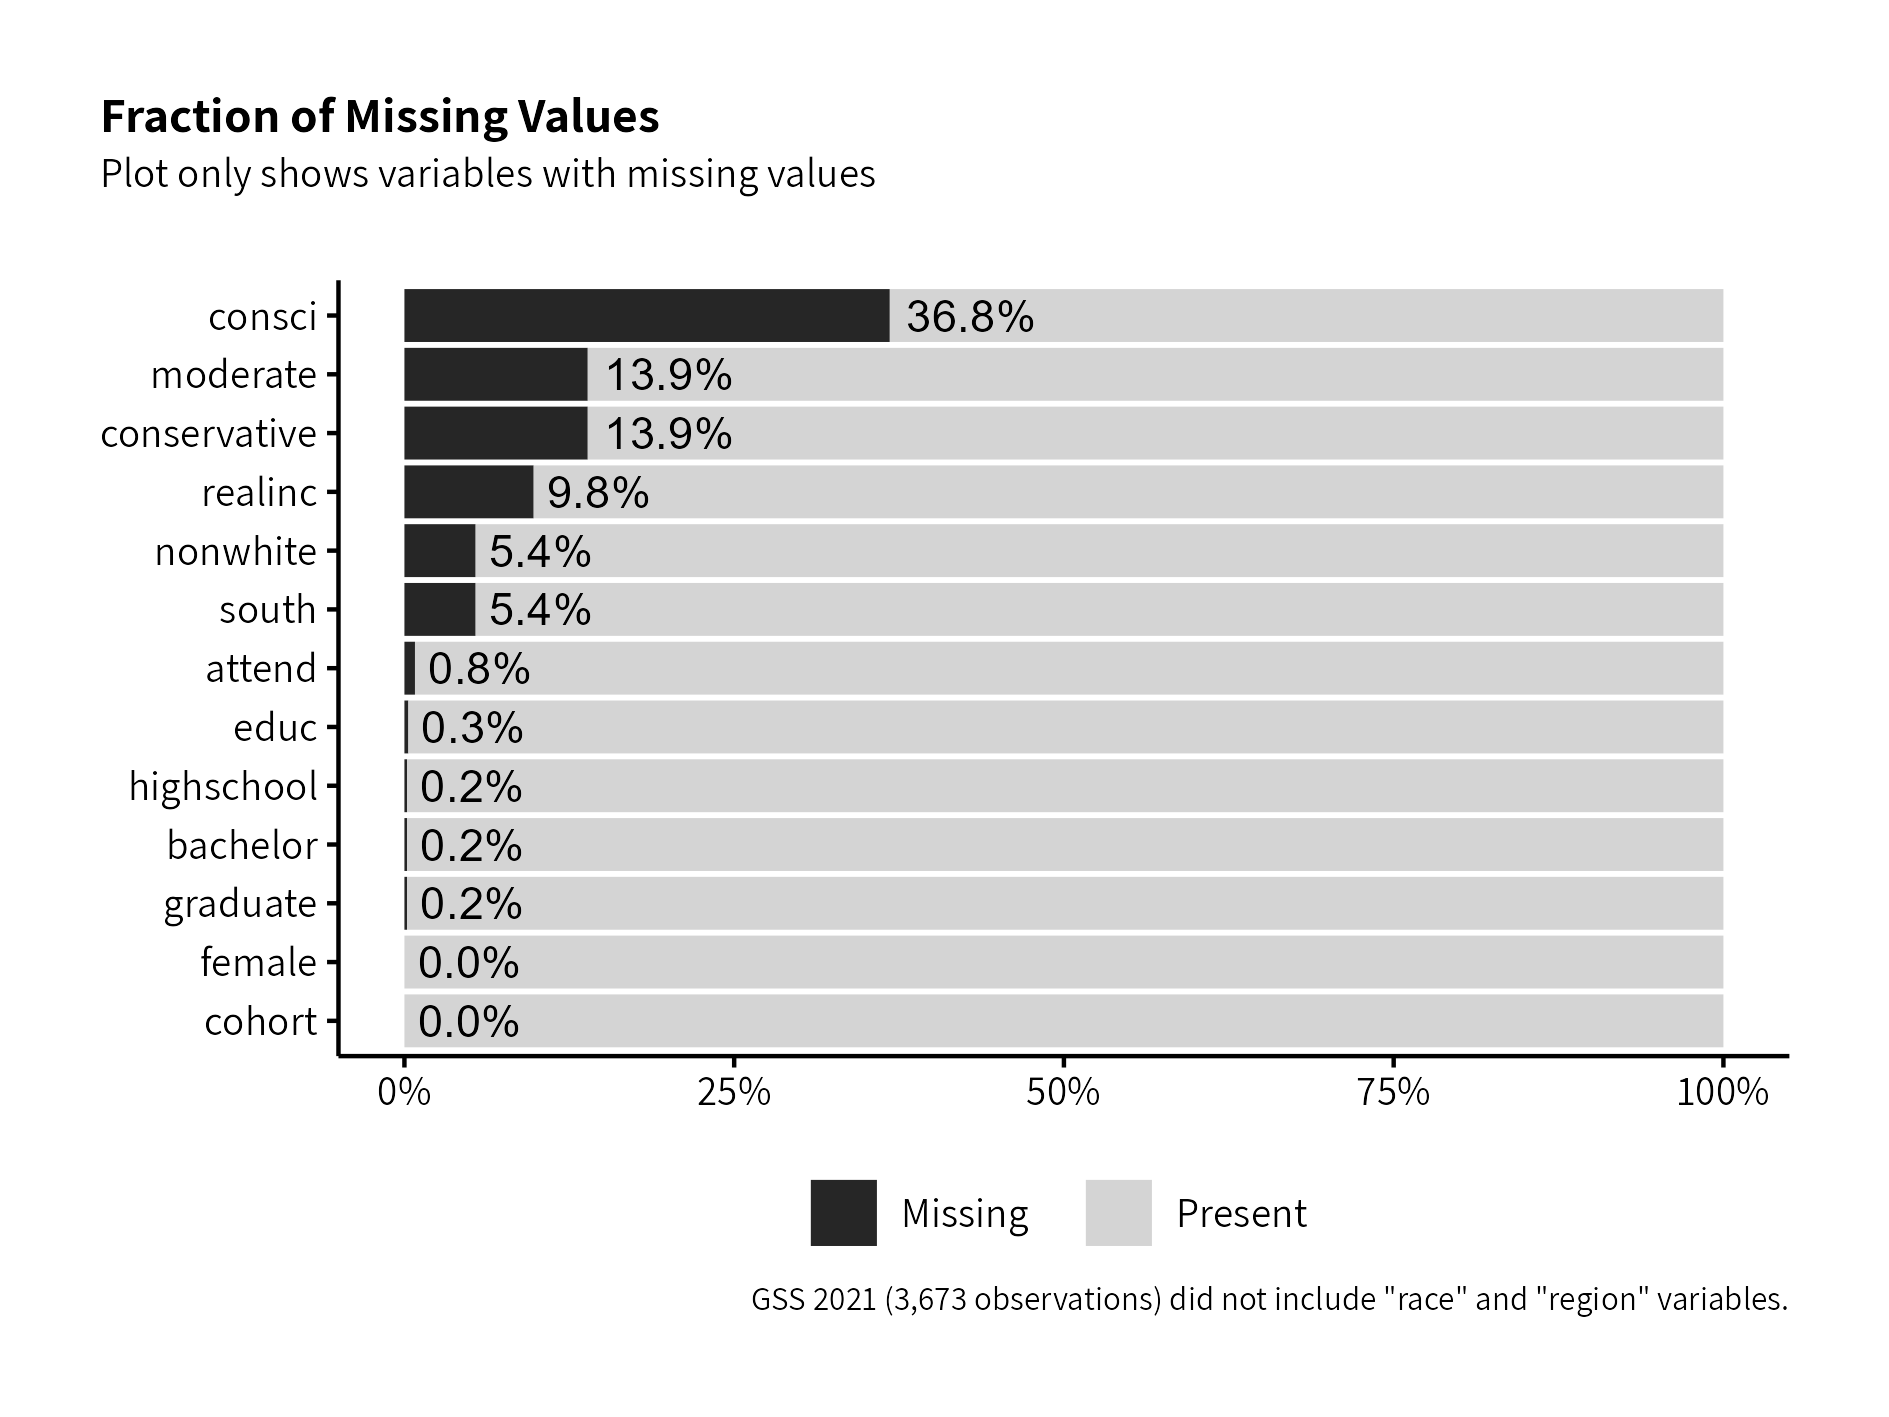 Fraction of Missing Values
Plot only shows variables with missing values
consci 36.8%
moderate 13.9%
conservative 13.9%
realinc 9.8%
nonwhite 5.4%
south 5.4%
attend 0.8%
educ 0.3%
highschool 0.2%
bachelor 0.2%
graduate 0.2%
female 0.0%
cohort 0.0%
0% 25% 50% 75% 100%
Missing Present
GSS 2021 (3,673 observations) did not include "race" and "region" variables.